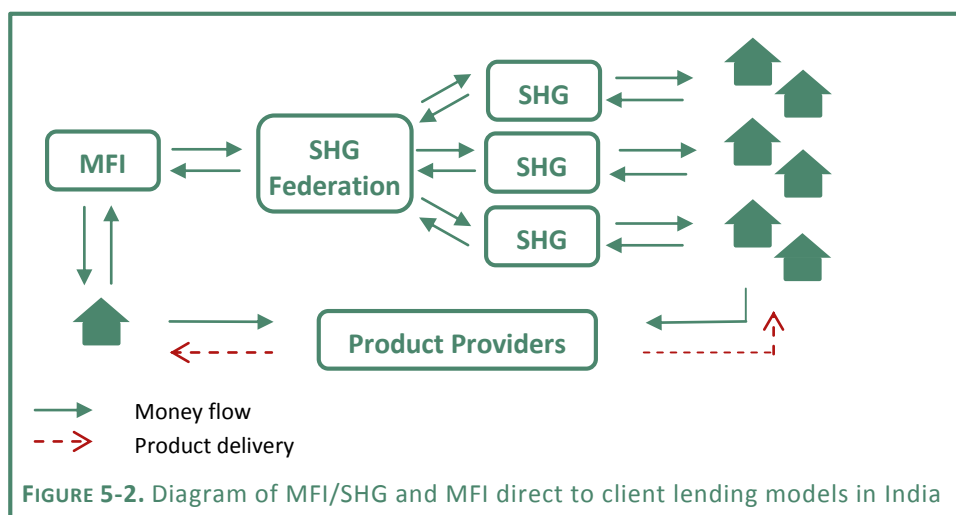 SHG
MFI
SHG
Federation
SHG
SHG
Product Providers
Money flow
Product delivery
FIGURE 5-2. Diagram of MFI/SHG and MFI direct to client lending models in India